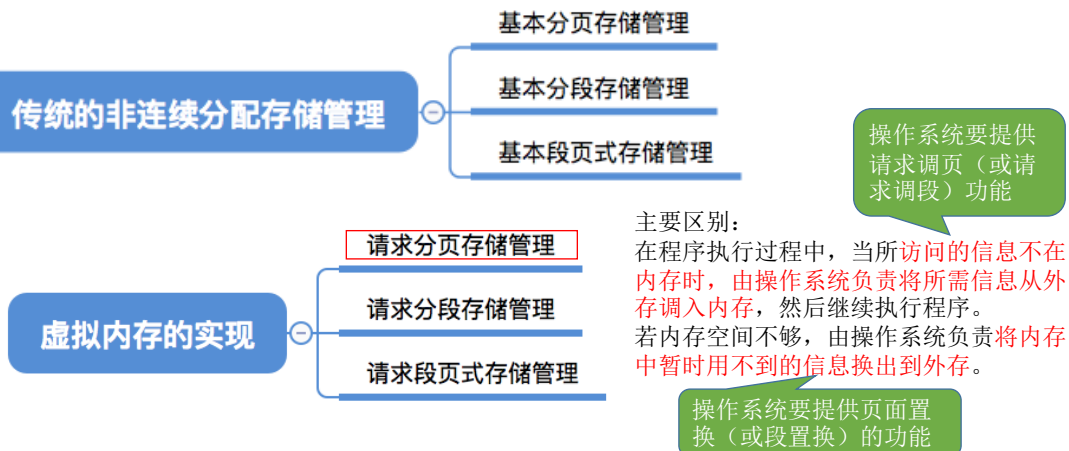 基本分页存储管理
传统的非连续分配存储管理
基本分段存储管理
基本段页式存储管理
操作系统要提供
请求调页（或请
求调段）功能
请求分页存储管理
虚拟内存的实现
请求分段存储管理
请求段页式存储管理
主要区别：
在程序执行过程中，当所访问的信息不在
内存时，由操作系统负责将所需信息从外
存调入内存，然后继续执行程序。
若内存空间不够，由操作系统负责将内存
中暂时用不到的信息换出到外存。
操作系统要提供页面置
换（或段置换）的功能